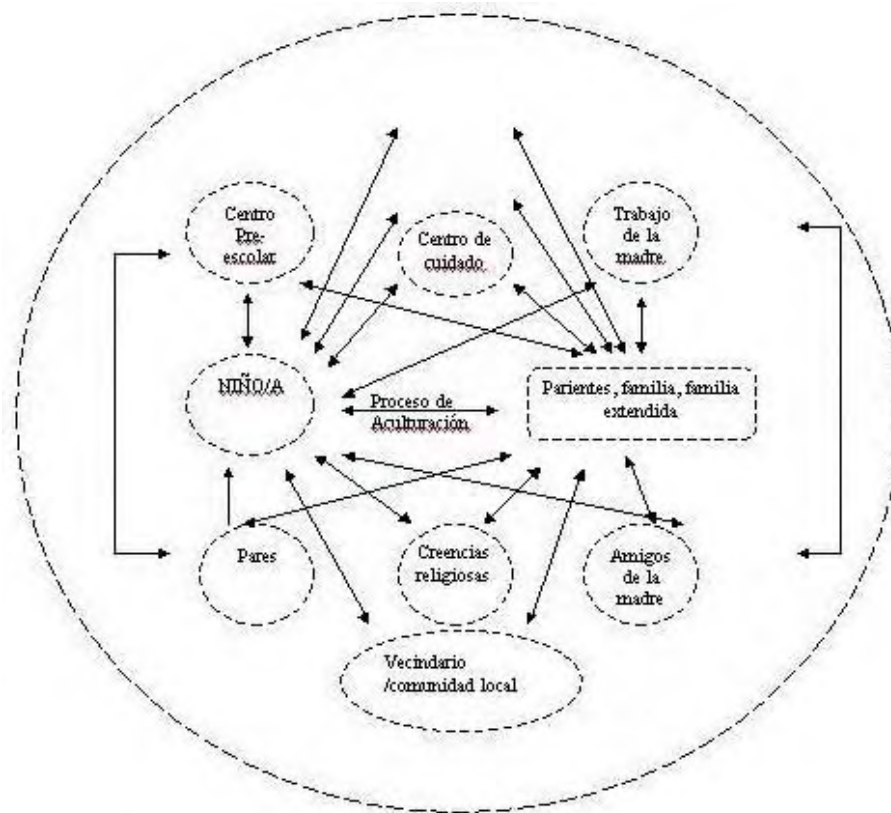 Centro
Pre-
escolar
Centro de
cuidado
Trabajo
de la
madre.
NIÑO/A
Proceso de
Aculturación
Parientes, familia, familia
extendida
Pares
Creencias
religiosas
Amigos
de la
madre
Vecindario
/comunidad local